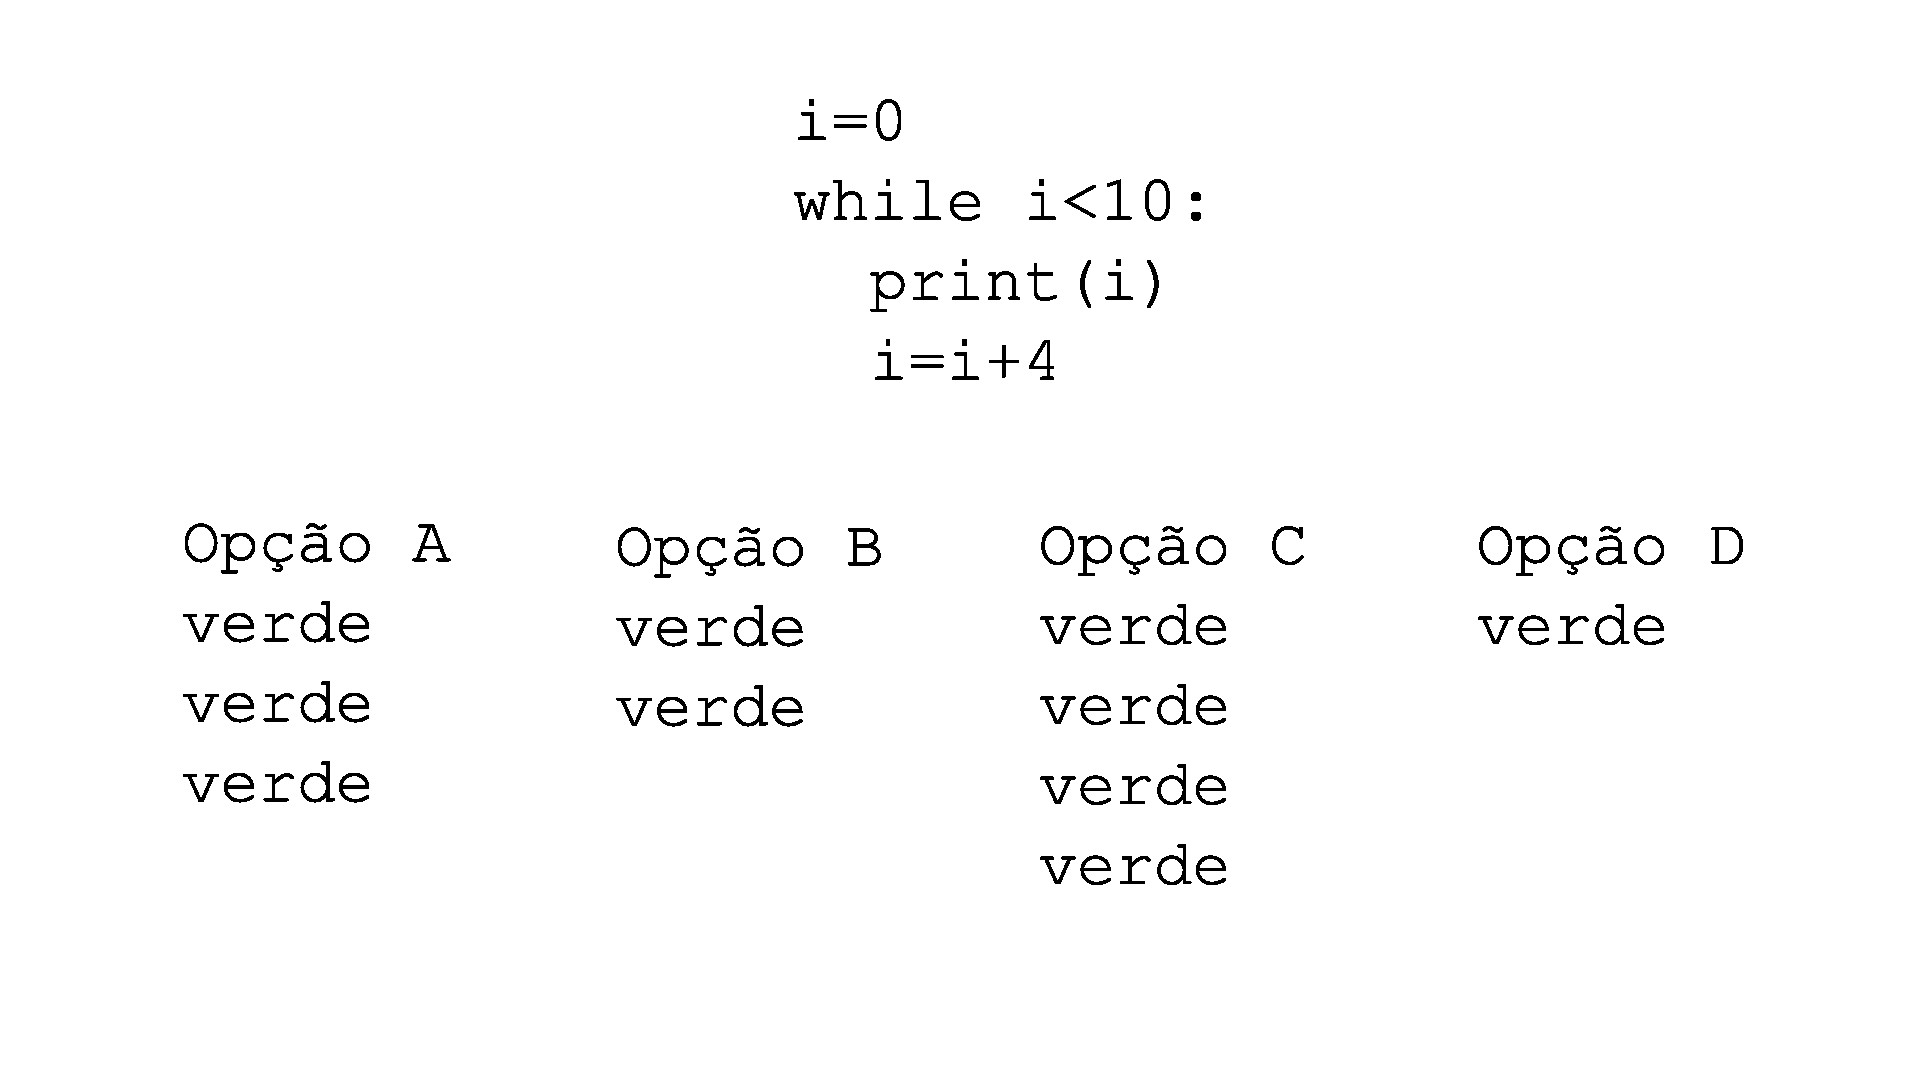 i=0
while i<10:
  print(i)
  i=i+4
Opção A
verde
verde
verde
Opção B
verde
verde
Opção C
verde
verde
verde
verde
Opção D
verde